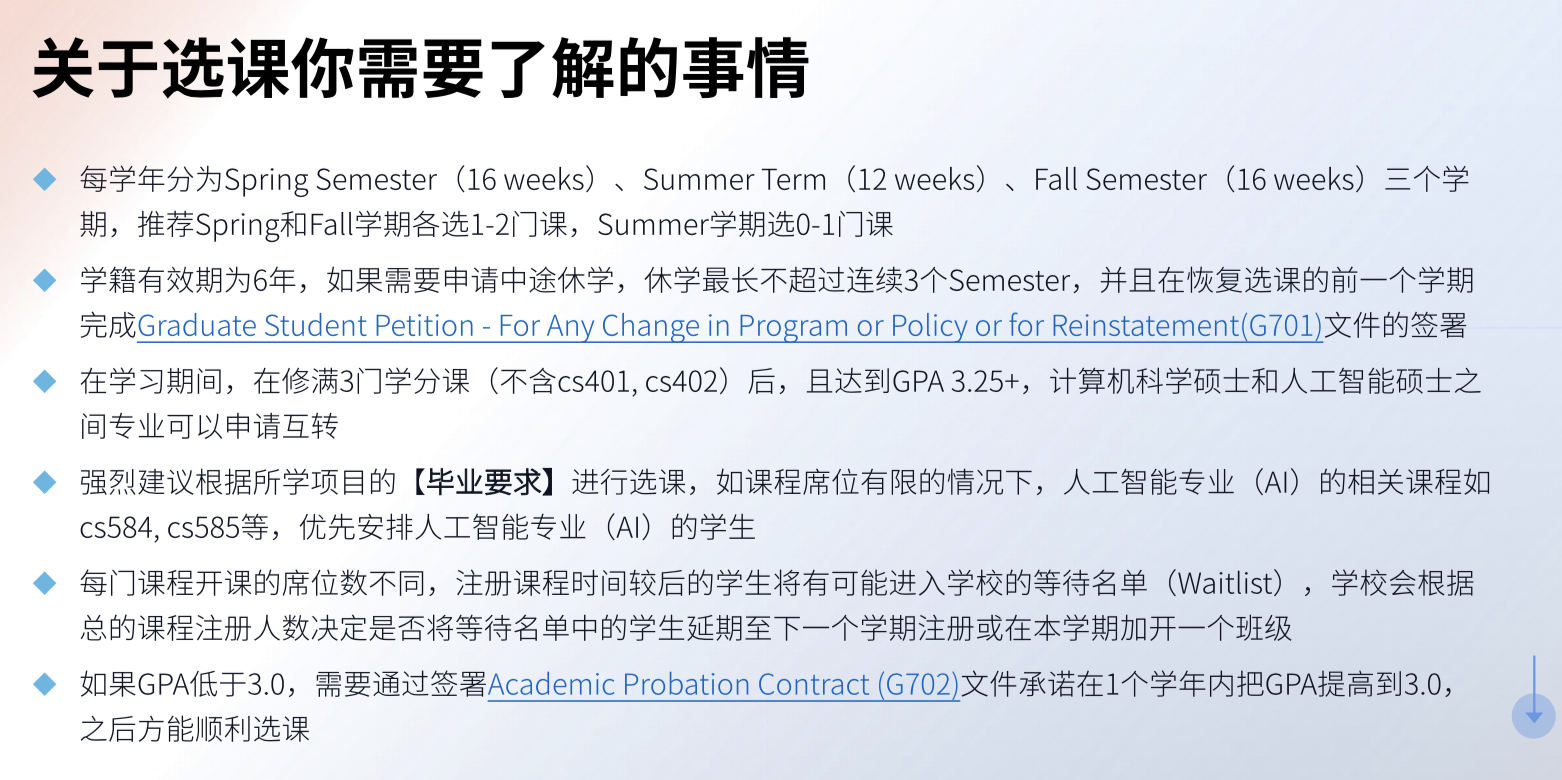 关于选课你需要了解的事情
每学年分为Spring Semester（16 weeks）、Summer Term（12 weeks）、Fall Semester（16 weeks）三个学
期，推荐Spring和Fall学期各选1-2门课，Summer学期选0-1门课
学籍有效期为6年，如果需要申请中途休学，休学最长不超过连续3个Semester，并且在恢复选课的前一个学期
完成Graduate Student Petition - For Any Change in Program or Policy or for Reinstatement(G701)文件的签署
在学习期间，在修满3门学分课（不含cs401, cs402）后，且达到GPA 3.25+，计算机科学硕士和人工智能硕士之
间专业可以申请互转
强烈建议根据所学项目的【毕业要求】进行选课，如课程席位有限的情况下，人工智能专业（AI）的相关课程如
cs584, cs585等，优先安排人工智能专业（AI）的学生
每门课程开课的席位数不同，注册课程时间较后的学生将有可能进入学校的等待名单（Waitlist），学校会根据
总的课程注册人数决定是否将等待名单中的学生延期至下一个学期注册或在本学期加开一个班级
如果GPA低于3.0，需要通过签署Academic Probation Contract (G702)文件承诺在1个学年内把GPA提高到3.0，
之后方能顺利选课